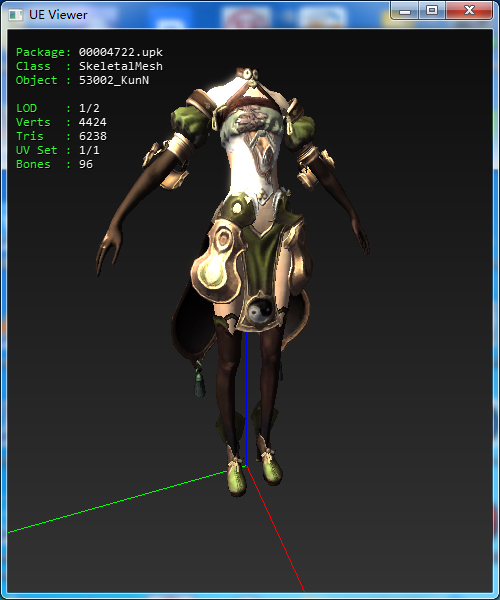 UE Viewer
Package: 00004722.upk
Class : SkeletalMesh
Object : 53002_KunN
LOD : 1/2
Verts : 4424
Tris : 6238
UV Set : 1/1
Bones : 96